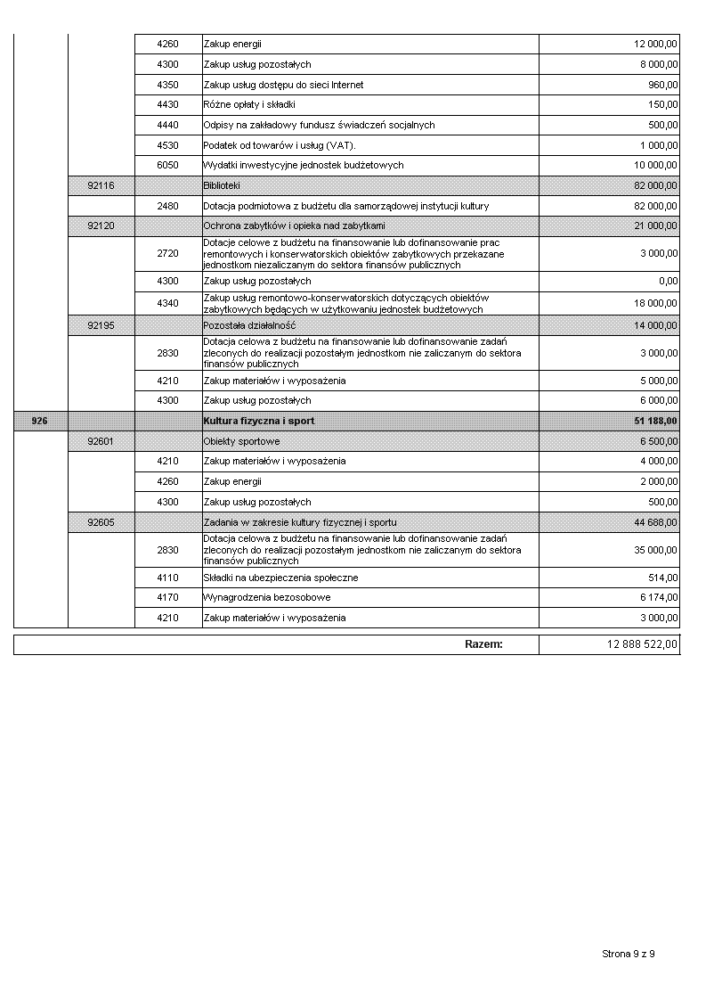 4260 Zakup energii 12 000,00
4300 Zakup usług pozostałych 8 000,00
4350 Zakup usług dostępu do sieci Internet 960,00
4430 Różne opłaty i składki 150,00
4440 Odpisy na zakładowy fundusz świadczeń socjalnych 500,00
4530 Podatek od towarów i usług (VAT). 1 000,00
6050 Wydatki inwestycyjne jednostek budżetowych 10 000,00
92116 Biblioteki 82 000,00
2480 Dotacja podmiotowa z budżetu dla samorządowej instytucji kultury 82 000,00
92120 Ochrona zabytków i opieka nad zabytkami 21 000,00
Dotacje celowe z budżetu na finansowanie lub dofinansowanie prac
2720 remontowych i konserwatorskich obiektów zabytkowych przekazane 3 000,00
jednostkom niezaliczanym do sektora finansów publicznych
4300 Zakup usług pozostałych 0,00
4340 Zakup usług remontowo-konserwatorskich dotyczących obiektów 18 000,00
zabytkowych będących w użytkowaniu jednostek budżetowych
92195 Pozostała działalność 14 000,00
Dotacja celowa z budżetu na finansowanie lub dofinansowanie zadań
2830 zleconych do realizacji pozostałym jednostkom nie zaliczanym do sektora 3 000,00
finansów publicznych
4210 Zakup materiałów i wyposażenia 5 000,00
4300 Zakup usług pozostałych 6 000,00
926 Kultura fizyczna i sport 51 188,00
92601 Obiekty sportowe 6 500,00
4210 Zakup materiałów i wyposażenia 4 000,00
4260 Zakup energii 2 000,00
4300 Zakup usług pozostałych 500,00
92605 Zadania w zakresie kultury fizycznej i sportu 44 688,00
Dotacja celowa z budżetu na finansowanie lub dofinansowanie zadań
2830 zleconych do realizacji pozostałym jednostkom nie zaliczanym do sektora 35 000,00
finansów publicznych
4110 Składki na ubezpieczenia społeczne 514,00
4170 Wynagrodzenia bezosobowe 6 174,00
4210 Zakup materiałów i wyposażenia 3 000,00
Razem: 12 888 522,00
Strona 9 z 9